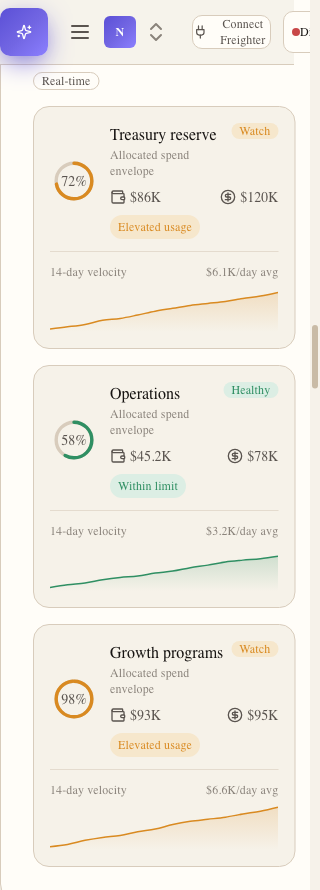 N
Connect
Freighter
Real-time
Treasury reserve
Watch
Allocated spend
envelope
72%
$86K
$120K
Elevated usage
14-day velocity
$6.1K/day avg
Operations
Healthy
Allocated spend
envelope
58%
$45.2K
$78K
Within limit
14-day velocity
$3.2K/day avg
Growth programs
Watch
Allocated spend
envelope
98%
$93K
$95K
Elevated usage
14-day velocity
$6.6K/day avg